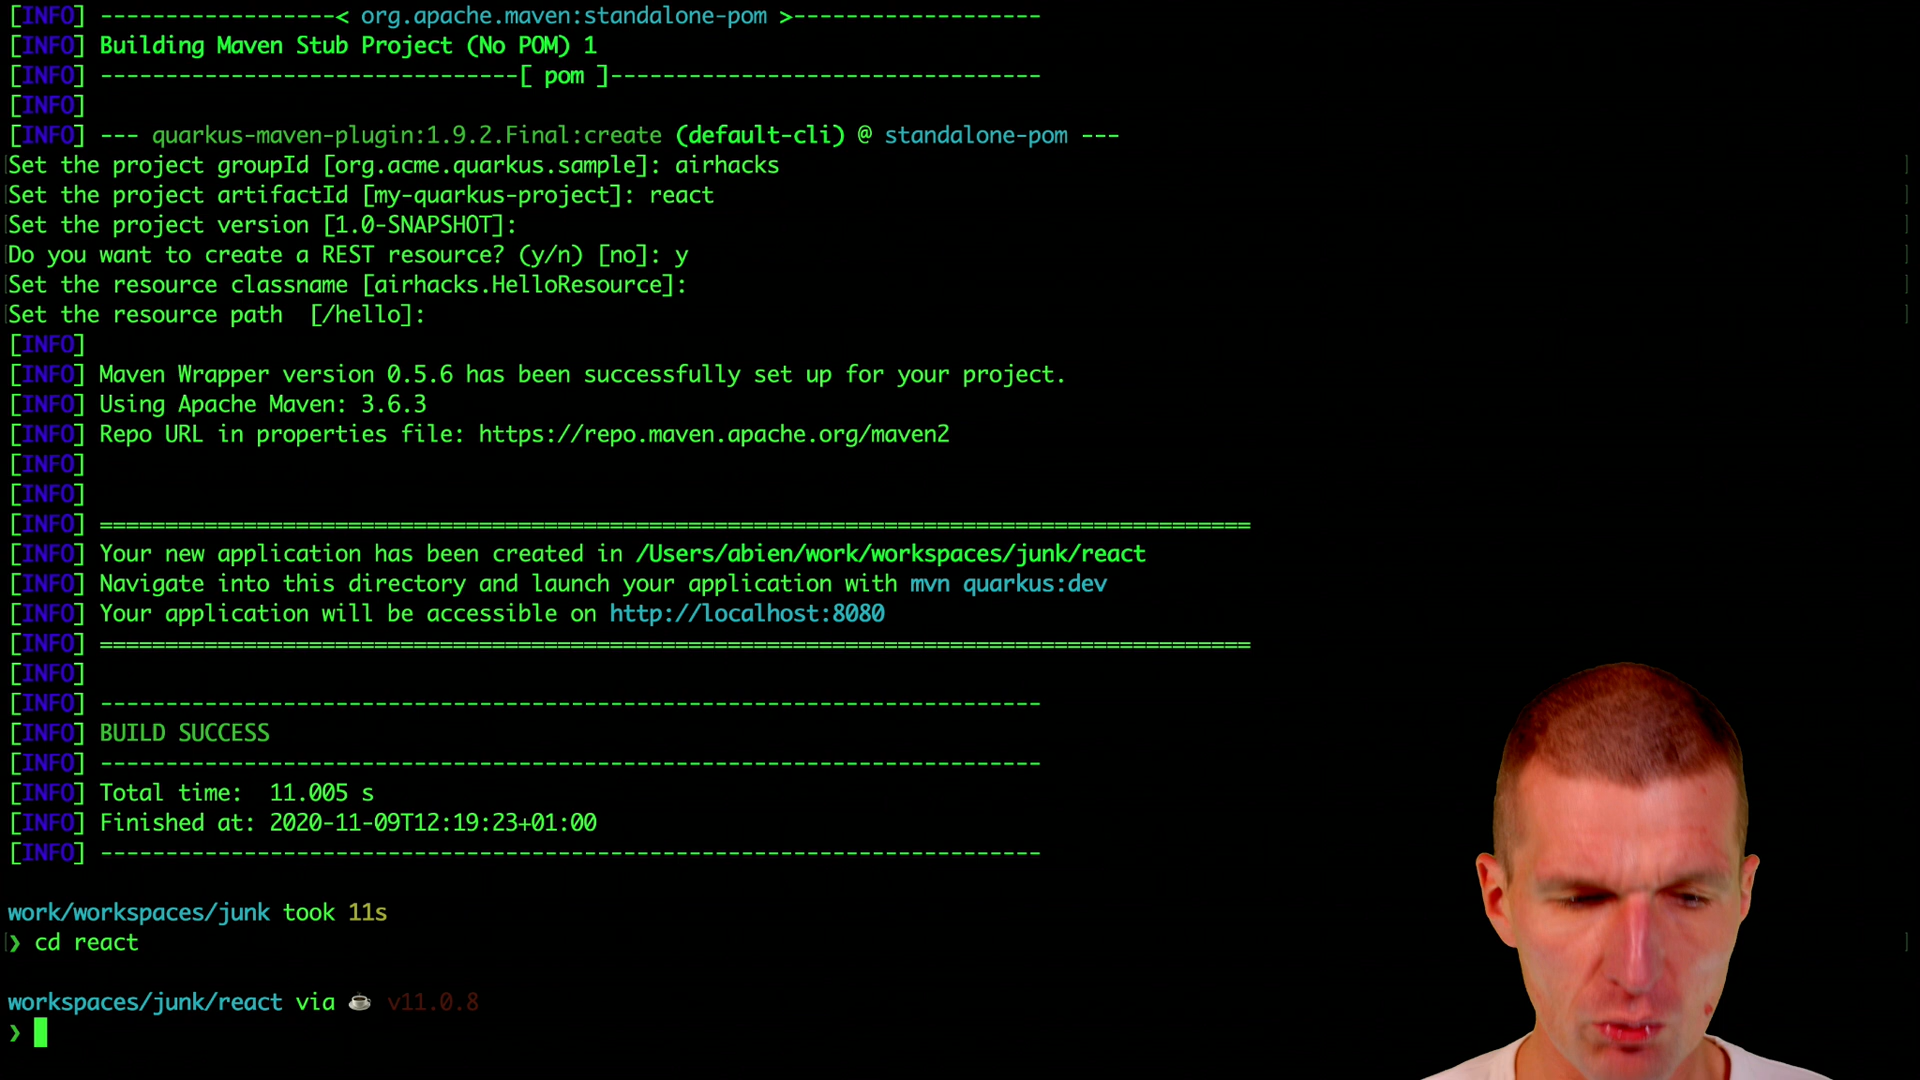 [INFO] ------------------< org.apache.maven:standalone-pom >-------------------
[INFO] Building Maven Stub Project (No POM) 1
[INFO] --------------------------------[ pom ]---------------------------------
[INFO]
[INFO] --- quarkus-maven-plugin:1.9.2.Final:create (default-cli) @ standalone-pom ---
Set the project groupId [org.acme.quarkus.sample]: airhacks
Set the project artifactId [my-quarkus-project]: react
Set the project version [1.0-SNAPSHOT]:
Do you want to create a REST resource? (y/n) [no]: y
Set the resource classname [airhacks.HelloResource]:
Set the resource path  [/hello]:
[INFO]
[INFO] Maven Wrapper version 0.5.6 has been successfully set up for your project.
[INFO] Using Apache Maven: 3.6.3
[INFO] Repo URL in properties file: https://repo.maven.apache.org/maven2
[INFO]
[INFO]
[INFO] ========================================================================================
[INFO] Your new application has been created in /Users/abien/work/workspaces/junk/react
[INFO] Navigate into this directory and launch your application with mvn quarkus:dev
[INFO] Your application will be accessible on http://localhost:8080
[INFO] ========================================================================================
[INFO]
[INFO] ------------------------------------------------------------------------
[INFO] BUILD SUCCESS
[INFO] ------------------------------------------------------------------------
[INFO] Total time:  11.005 s
[INFO] Finished at: 2020-11-09T12:19:23+01:00
[INFO] ------------------------------------------------------------------------
work/workspaces/junk took 11s
❯ cd react
workspaces/junk/react via ☕ v11.0.8
❯